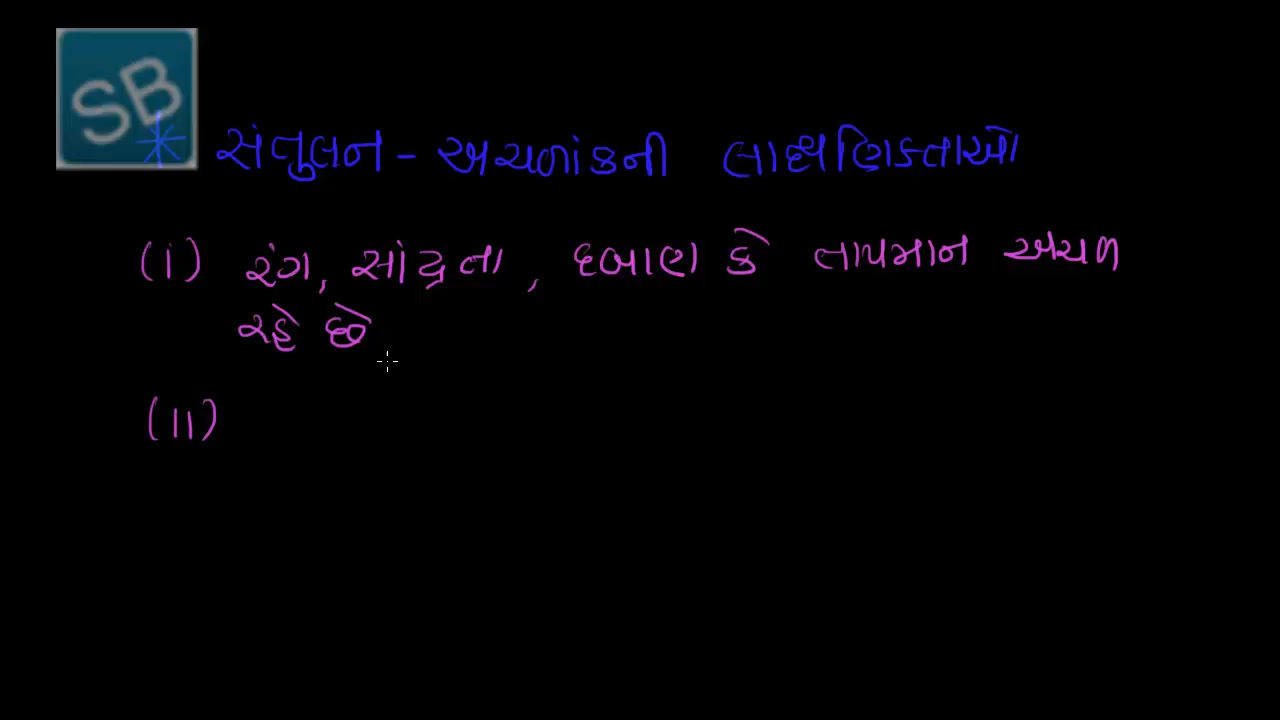 SB
* સંતુલન - અચળાંકની લાક્ષણિકતાઓ
(i) રંગ, સાંદ્રતા, દબાણ કે તાપમાન અચળ
રહે છે
(ii)